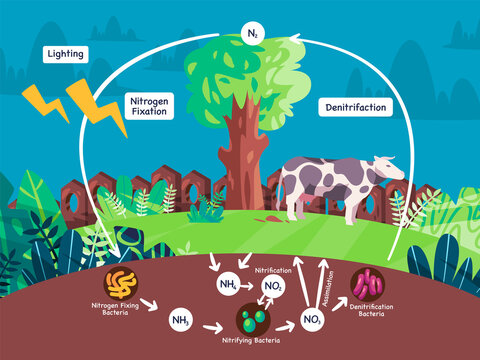 N₂
Lighting
Nitrogen
Fixation
Denitrifaction
Nitrification
NH₄
NO₂
Assimilation
Nitrogen Fixing
Bacteria
NH₃
Nitrifying Bacteria
NO₃
Denitrification
Bacteria